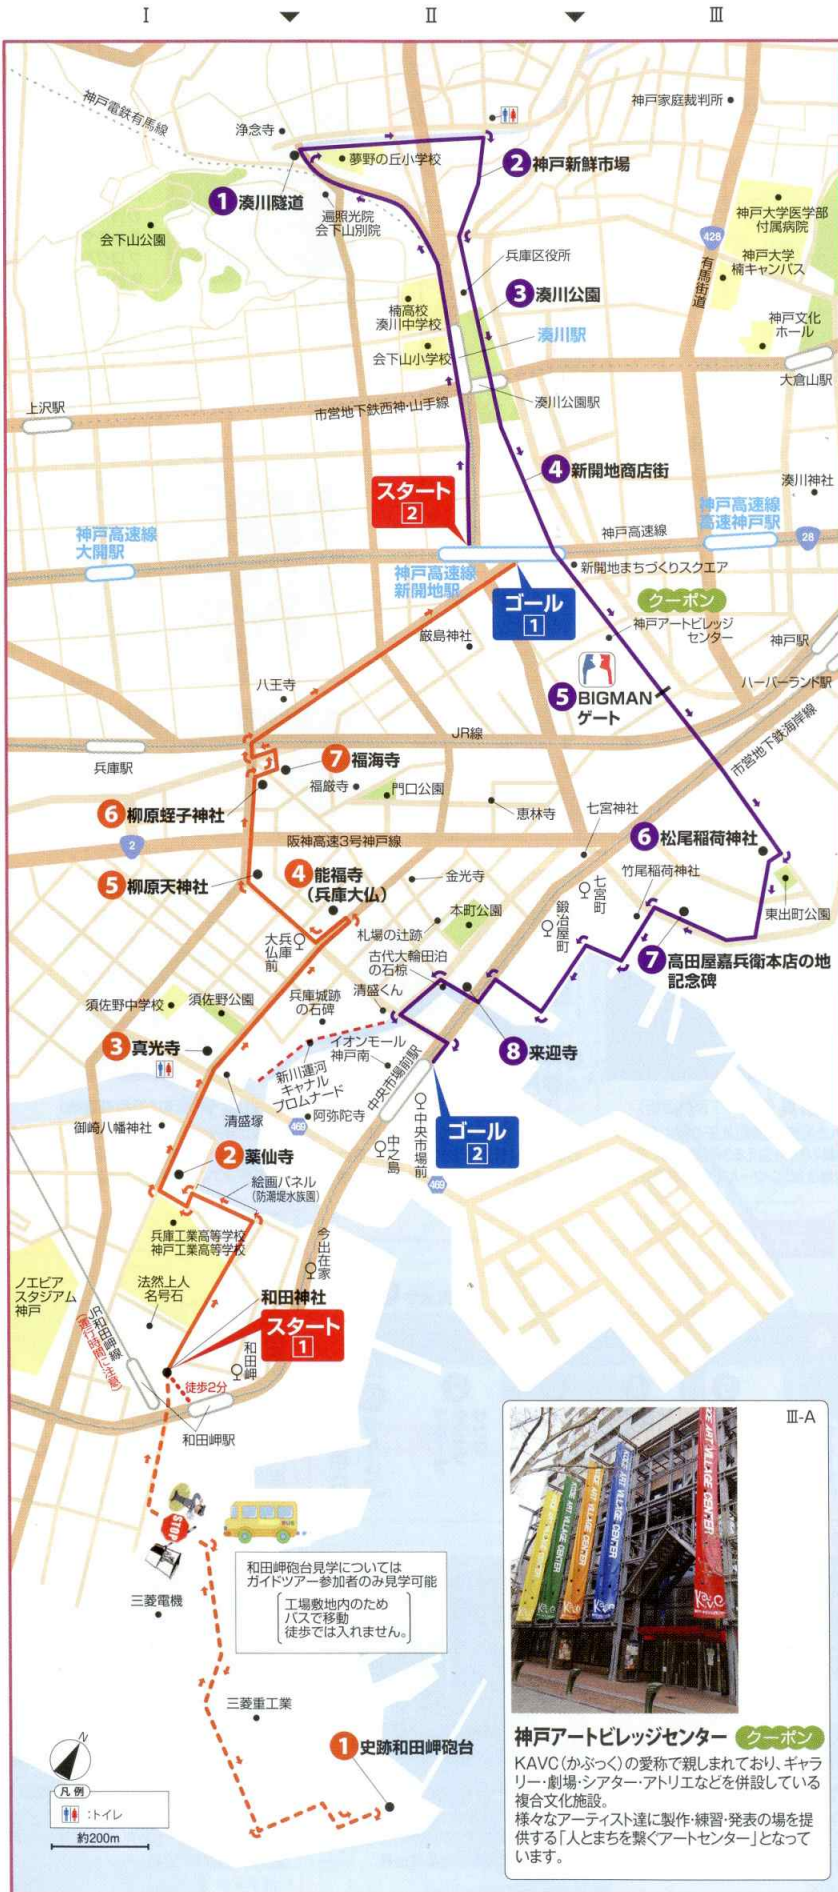 Ⅰ
Ⅱ
Ⅲ
神戸電鉄有馬線
浄念寺
神戸家庭裁判所
夢野の丘小学校
2 神戸新鮮市場
1 湊川隧道
遍照光院
会下山別院
会下山公園
神戸大学医学部
付属病院
428
有馬街道
神戸大学
楠キャンパス
兵庫区役所
3 湊川公園
楠高校
湊川中学校
湊川駅
会下山小学校
神戸文化
ホール
大倉山駅
上沢駅
市営地下鉄西神・山手線
湊川公園駅
4 新開地商店街
湊川神社
スタート
2
神戸高速線
大開駅
神戸高速線
新開地駅
神戸高速線
神戸高速線
高速神戸駅
28
新開地まちづくりスクエア
ゴール
1
クーポン
神戸アートビレッジ
センター
厳島神社
神戸駅
ハーバーランド駅
八王寺
5 BIGMAN
ゲート
JR線
市営地下鉄海岸線
兵庫駅
7 福海寺
福厳寺
門口公園
恵林寺
6 柳原蛭子神社
七宮神社
2
阪神高速3号神戸線
6 松尾稲荷神社
5 柳原天神社
4 能福寺
(兵庫大仏)
金光寺
七宮町
竹尾稲荷神社
東出町公園
本町公園
鍛冶屋町
札場の辻跡
大兵
仏庫
前
古代大輪田泊
の石椋
7 高田屋嘉兵衛本店の地
記念碑
須佐野中学校
須佐野公園
兵庫城跡
の石碑
清盛くん
3 真光寺
イオンモール
神戸南
8 来迎寺
新川運河
キャナル
プロムナード
中央市場前駅
清盛塚
阿弥陀寺
469
御崎八幡神社
中央市場前
中之島
ゴール
2
469
2 薬仙寺
絵画パネル
(防潮堤水族園)
兵庫工業高等学校
神戸工業高等学校
今出在家
ノエビア
スタジアム
神戸
法然上人
名号石
和田神社
スタート
1
JR和田岬線
(運行時間に注意)
和田岬
徒歩2分
和田岬駅
STOP
BUS
三菱電機
和田岬砲台見学については
ガイドツアー参加者のみ見学可能
工場敷地内のため
バスで移動
徒歩では入れません。
三菱重工業
1 史跡和田岬砲台
N
凡例
:トイレ
約200m
Ⅲ-A
KOBE ART VILLAGE CENTER
KOBE ART VILLAGE CENTER
KOBE ART VILLAGE CENTER
KOBE ART VILLAGE CENTER
KAVC
神戸アートビレッジセンター クーポン
KAVC(かぶっく)の愛称で親しまれており、ギャラ
リー・劇場・シアター・アトリエなどを併設している
複合文化施設。
様々なアーティスト達に製作・練習・発表の場を提
供する「人とまちを繋ぐアートセンター」となって
います。